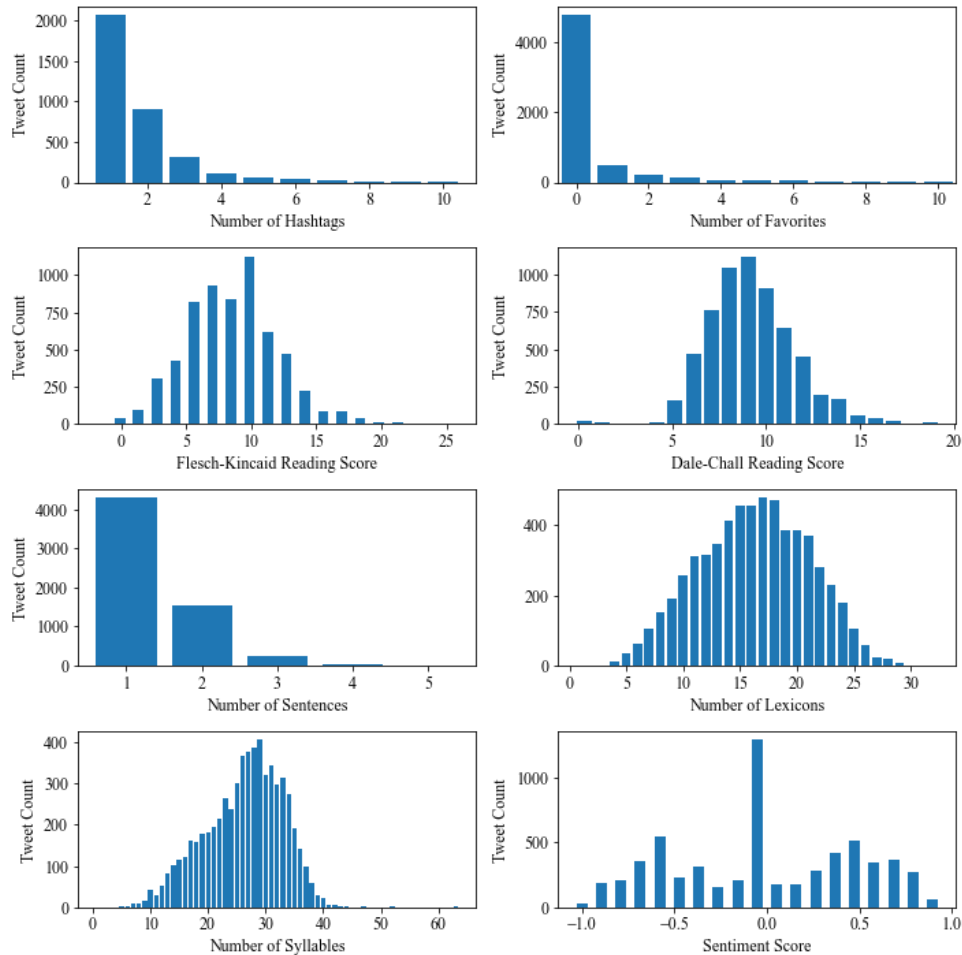 2000
1500
1000
500
0
Tweet Count
2 4 6 8 10
Number of Hashtags
4000
2000
0
Tweet Count
0 2 4 6 8 10
Number of Favorites
1000
750
500
250
0
Tweet Count
0 5 10 15 20 25
Flesch-Kincaid Reading Score
1000
750
500
250
0
Tweet Count
0 5 10 15 20
Dale-Chall Reading Score
4000
3000
2000
1000
0
Tweet Count
1 2 3 4 5
Number of Sentences
400
200
0
Tweet Count
0 5 10 15 20 25 30
Number of Lexicons
400
300
200
100
0
Tweet Count
0 10 20 30 40 50 60
Number of Syllables
1000
500
0
Tweet Count
−1.0 −0.5 0.0 0.5 1.0
Sentiment Score